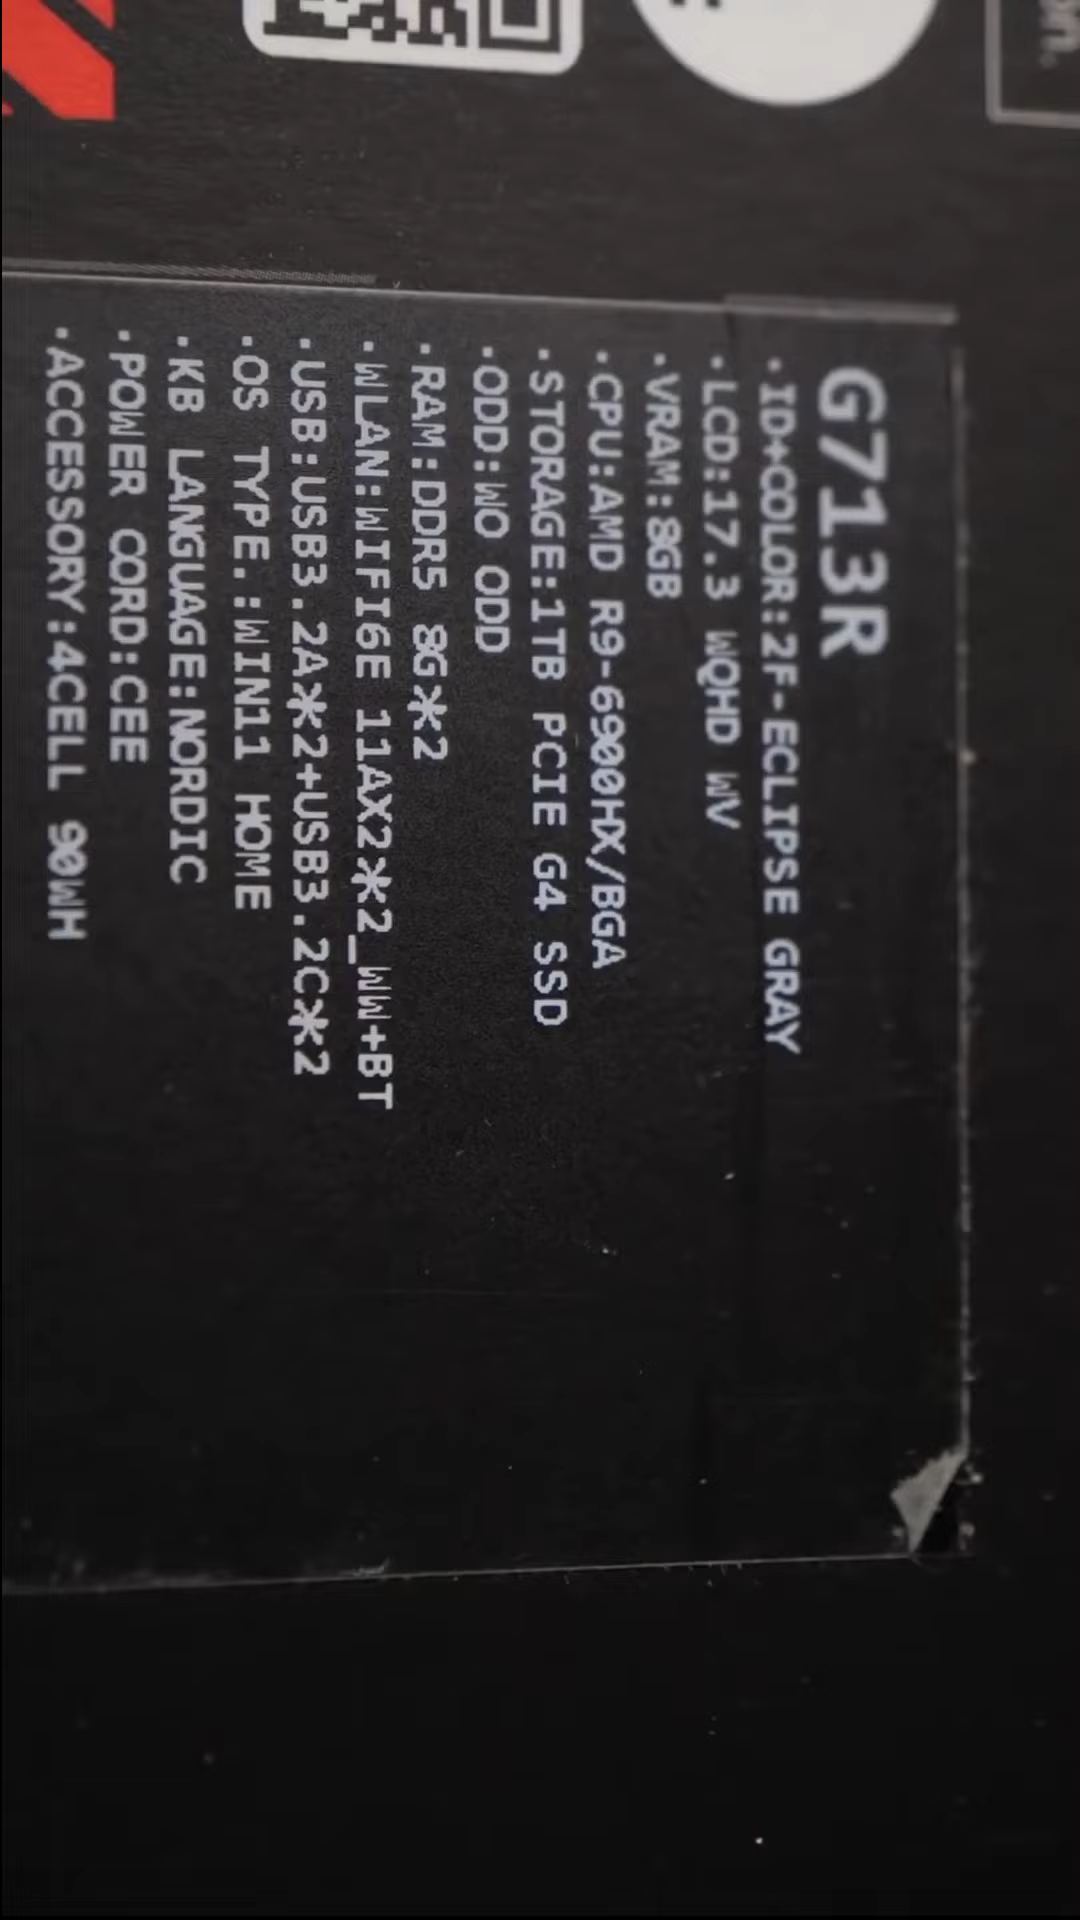 G713R
·ID+COLOR:2F-ECLIPSE GRAY
·LCD:17.3 WQHD WV
·VRAM:8GB
·CPU:AMD R9-6900HX/BGA
·STORAGE:1TB PCIE G4 SSD
·ODD:WO ODD
·RAM:DDR5 8G*2
·WLAN:WIFI6E 11AX2*2_WW+BT
·USB:USB3.2A*2+USB3.2C*2
·OS TYPE.:WIN11 HOME
·KB LANGUAGE:NORDIC
·POWER CORD:CEE
·ACCESSORY:4CELL 90WH